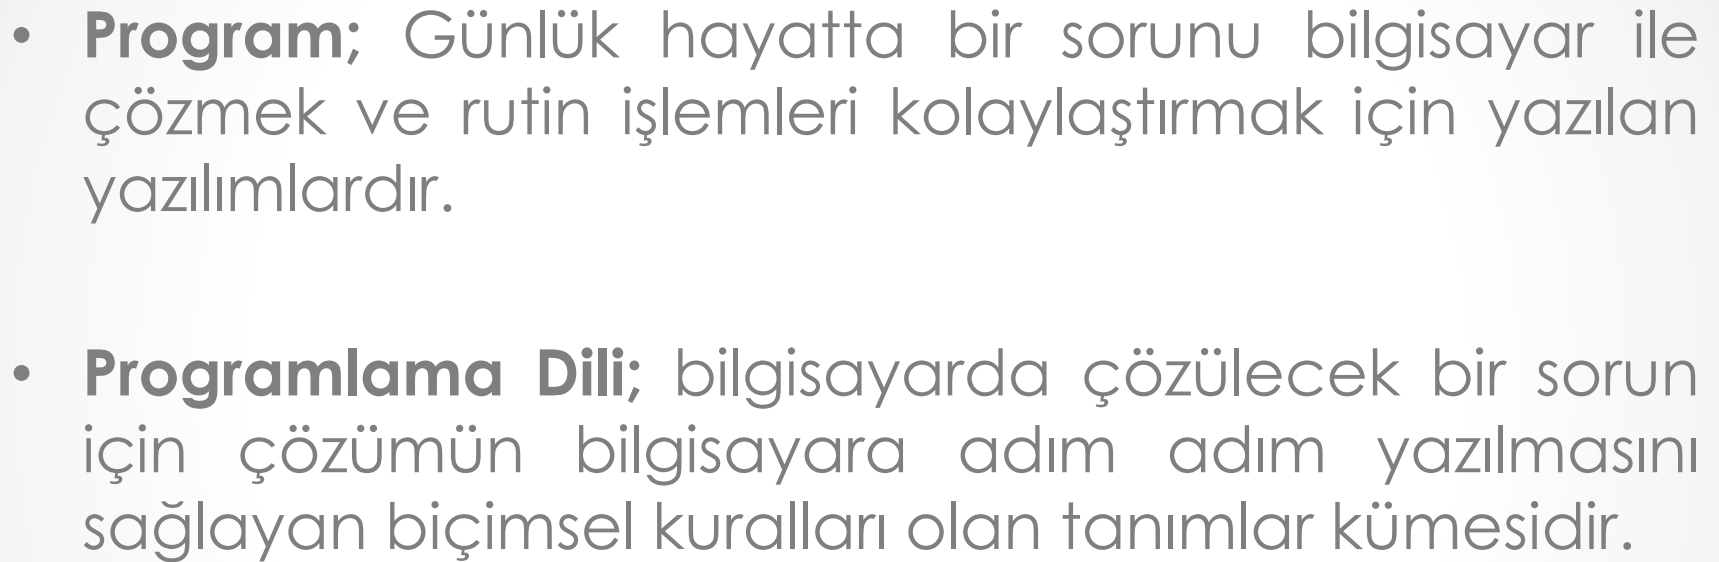 • Program; Günlük hayatta bir sorunu bilgisayar ile
çözmek ve rutin işlemleri kolaylaştırmak için yazılan
yazılımlardır.
• Programlama Dili; bilgisayarda çözülecek bir sorun
için çözümün bilgisayara adım adım yazılmasını
sağlayan biçimsel kuralları olan tanımlar kümesidir.